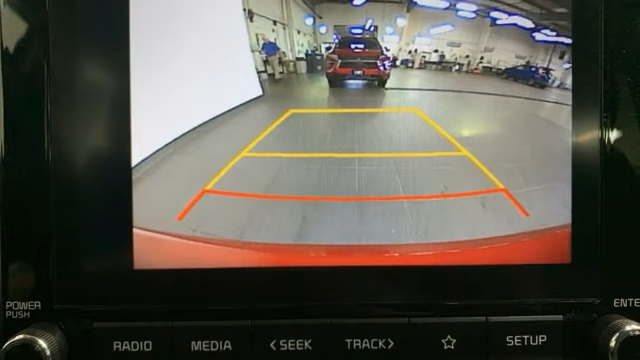 POWER
PUSH
ENTE
RADIO
MEDIA
<SEEK
TRACK>
☆
SETUP